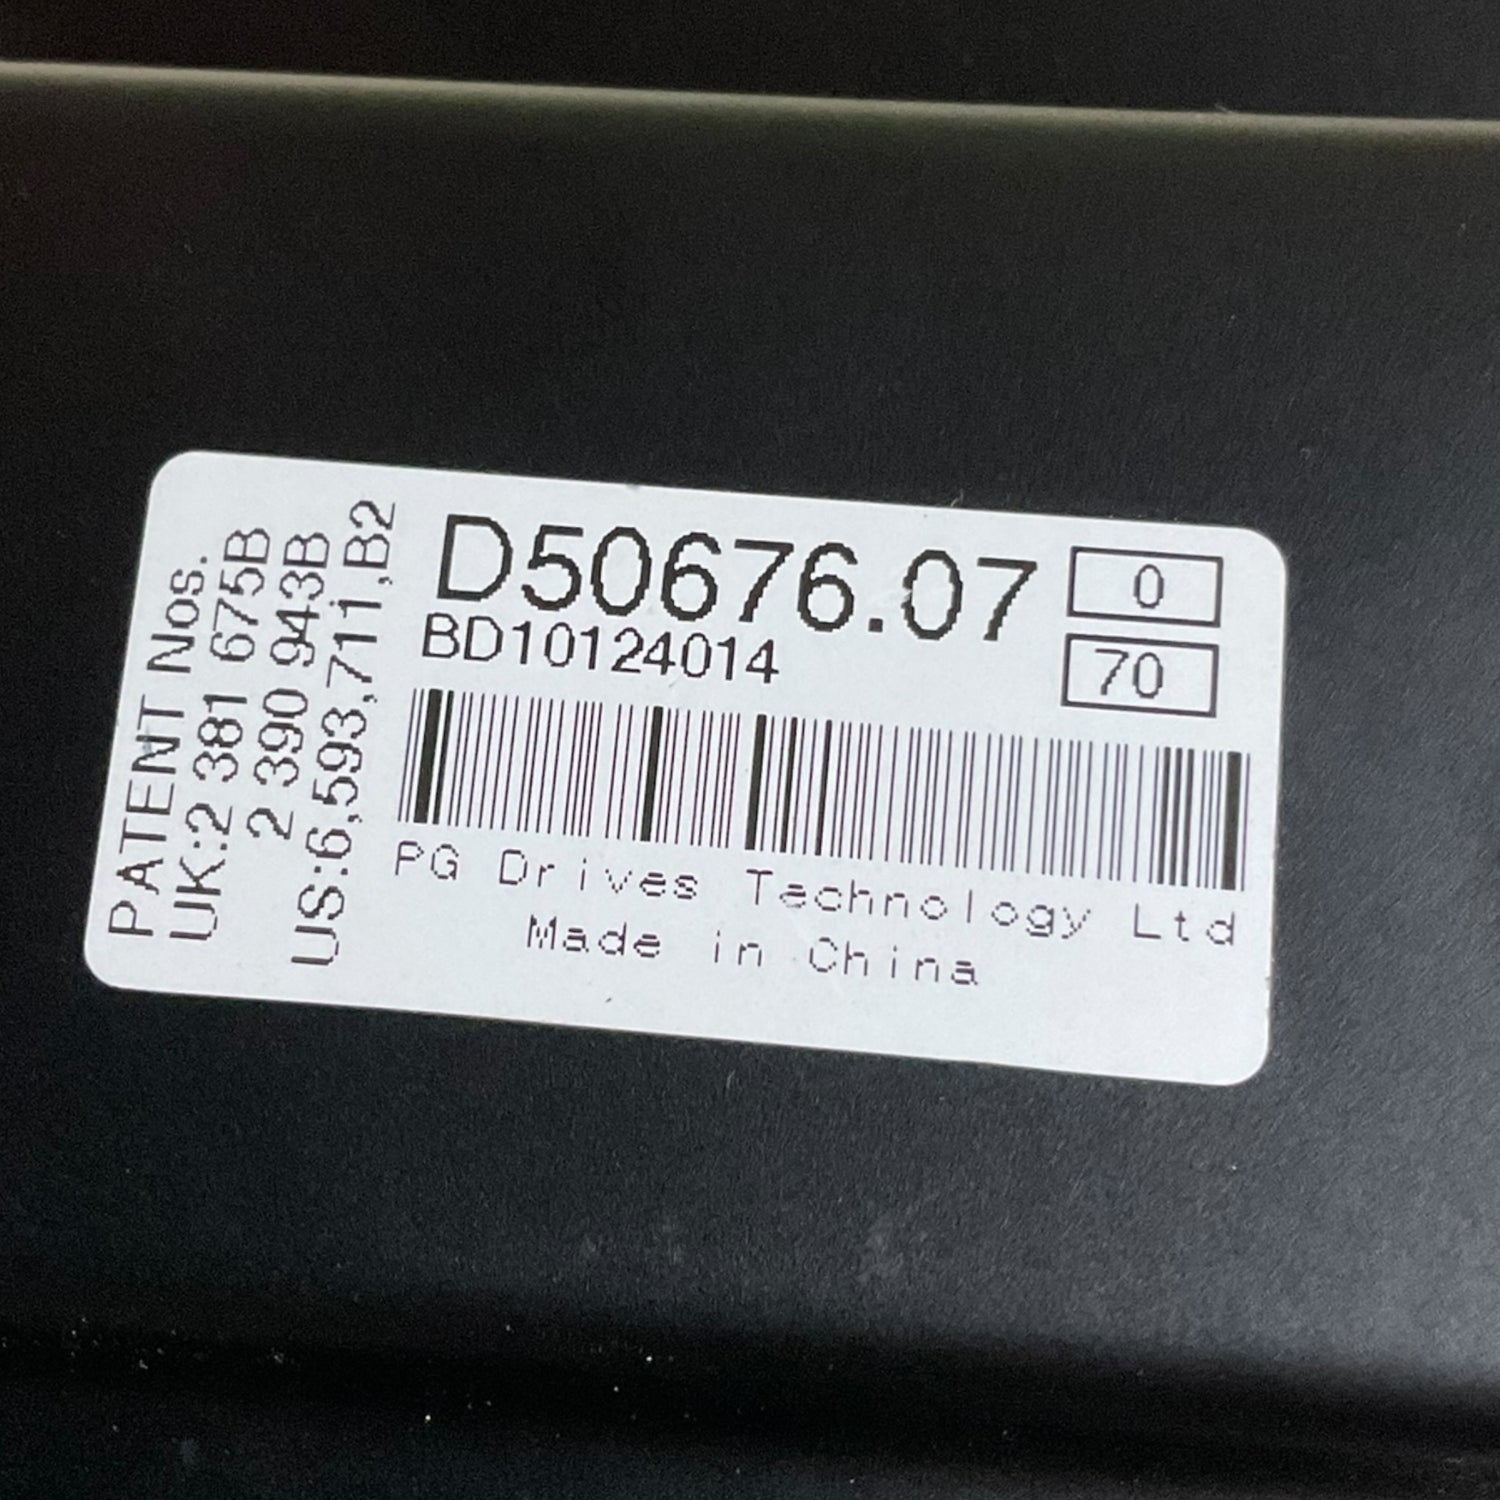 PATENT Nos.
UK:2 381 675B
2 390 943B
US:6,593,711,B2
D50676.07
0
BD10124014
70
PG Drives Technology Ltd
Made in China